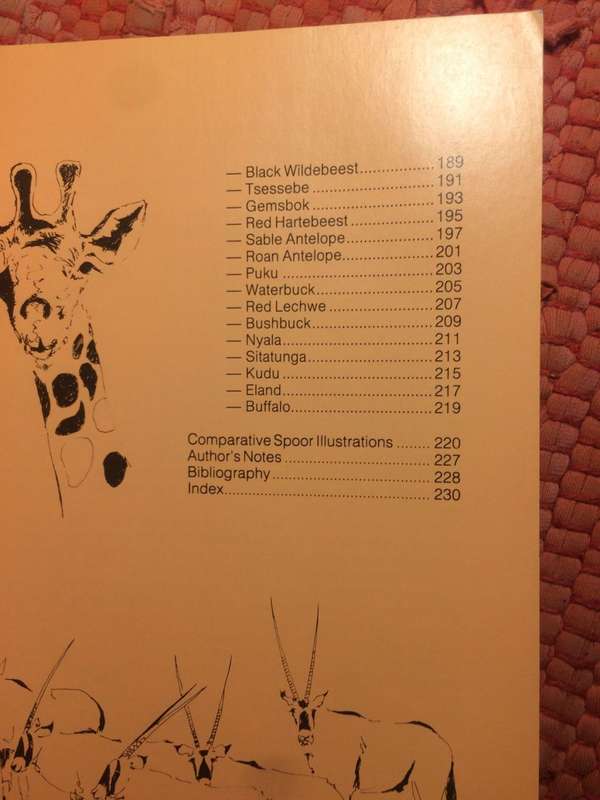 — Black Wildebeest.................. 189
— Tsessebe ............................. 191
— Gemsbok ............................. 193
— Red Hartebeest ................... 195
— Sable Antelope..................... 197
— Roan Antelope...................... 201
— Puku .................................... 203
— Waterbuck............................ 205
— Red Lechwe ......................... 207
— Bushbuck............................. 209
— Nyala.................................... 211
— Sitatunga.............................. 213
— Kudu .................................... 215
— Eland.................................... 217
— Buffalo.................................. 219
Comparative Spoor Illustrations ........ 220
Author's Notes .................................. 227
Bibliography..................................... 228
Index................................................ 230